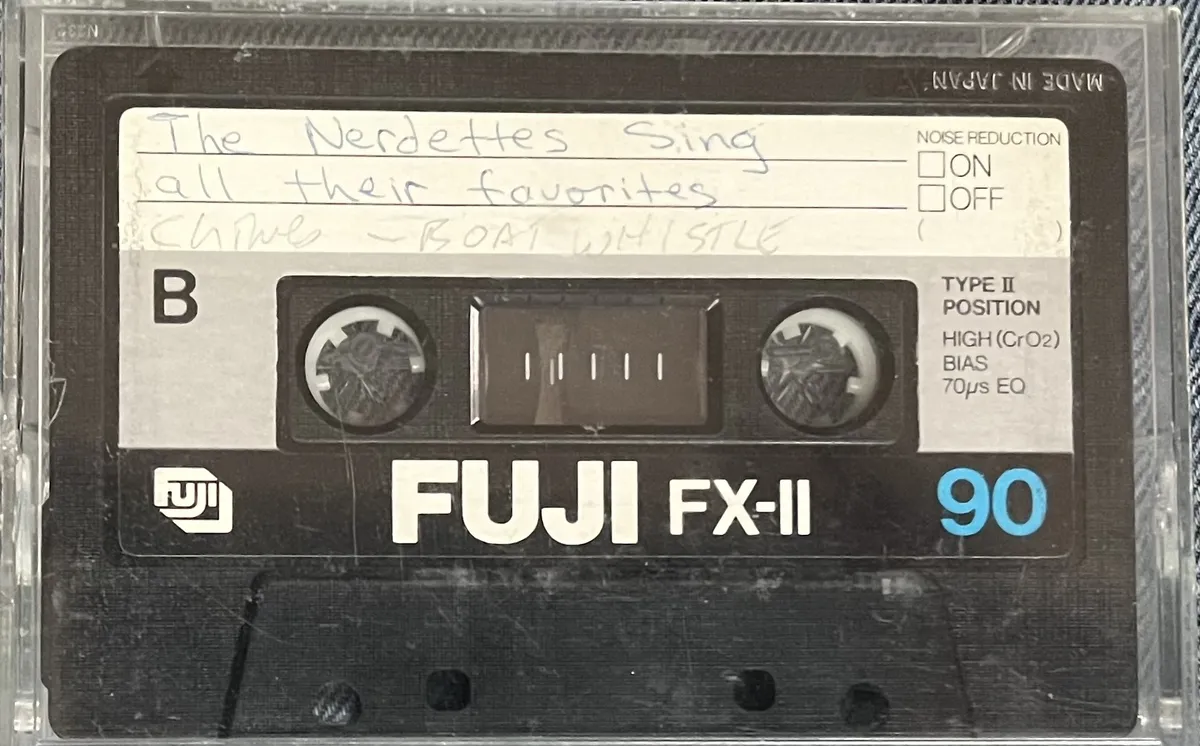 MADE IN JAPAN
The Nerdettes Sing
all their favorites
— BOAT WHISTLE
NOISE REDUCTION
ON
OFF
( )
B
TYPE II
POSITION
HIGH (CrO2)
BIAS
70µs EQ
FUJI
FUJI FX-II
90